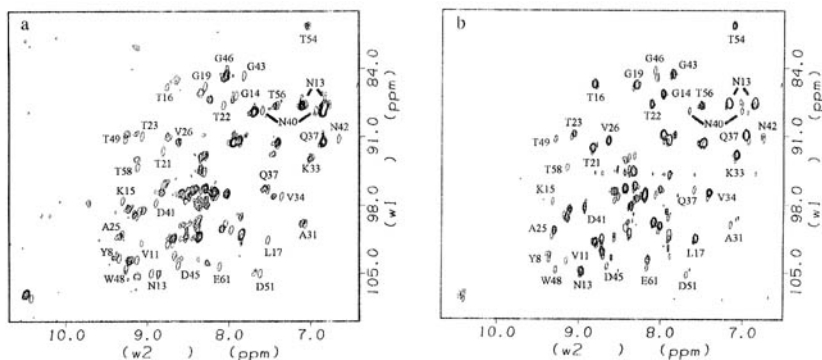 a
T54
G46
G43
G19
T16
N13
G14
T56
T22
N40
T23
T49
V26
Q37
N42
T21
K33
T58
Q37
K15
V34
D41
A25
A31
L17
Y8
V11
W48
N13
D45
E61
D51
84.0
91.0
98.0
105.0
(ppm)
(w1)
10.0 9.0 8.0 7.0
(w2 ) (ppm)
b
T54
G46
G43
G19
T16
N13
G14
T56
T22
N40
T23
T49
V26
Q37
N42
T21
K33
T58
K15
Q37
V34
D41
A25
A31
L17
Y8
V11
W48
N13
D45
E61
D51
84.0
91.0
98.0
105.0
(ppm)
(w1)
10.0 9.0 8.0 7.0
(w2 ) (ppm)